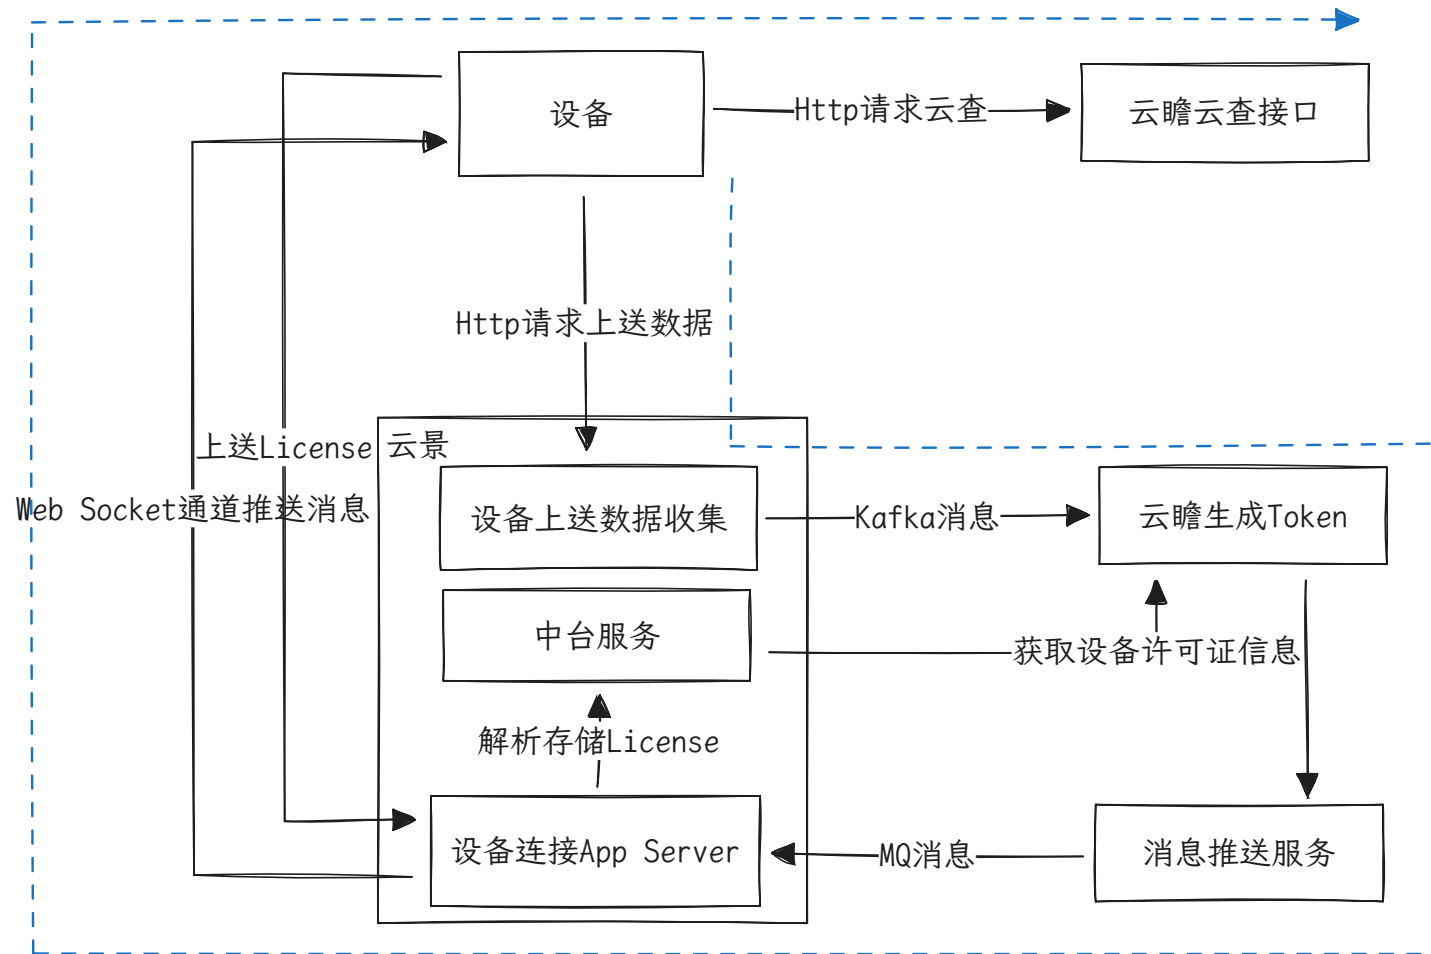 设备
Http请求云查
云瞻云查接口
Http请求上送数据
上送License
云景
Web Socket通道推送消息
设备上送数据收集
Kafka消息
云瞻生成Token
中台服务
获取设备许可证信息
解析存储License
设备连接App Server
MQ消息
消息推送服务